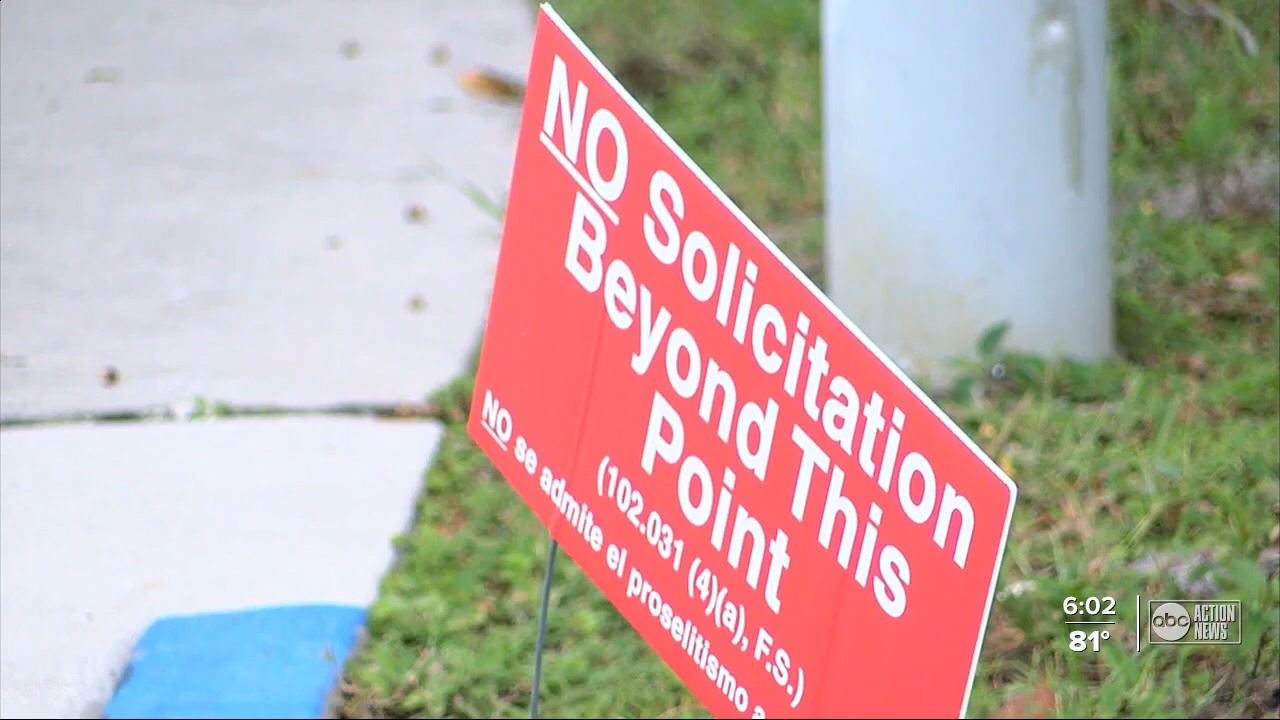 NO Solicitation
Beyond This
Point
(102.031 (4)(a), F.S.)
NO se admite el proselitismo a
6:02
81°
abc ACTION
NEWS